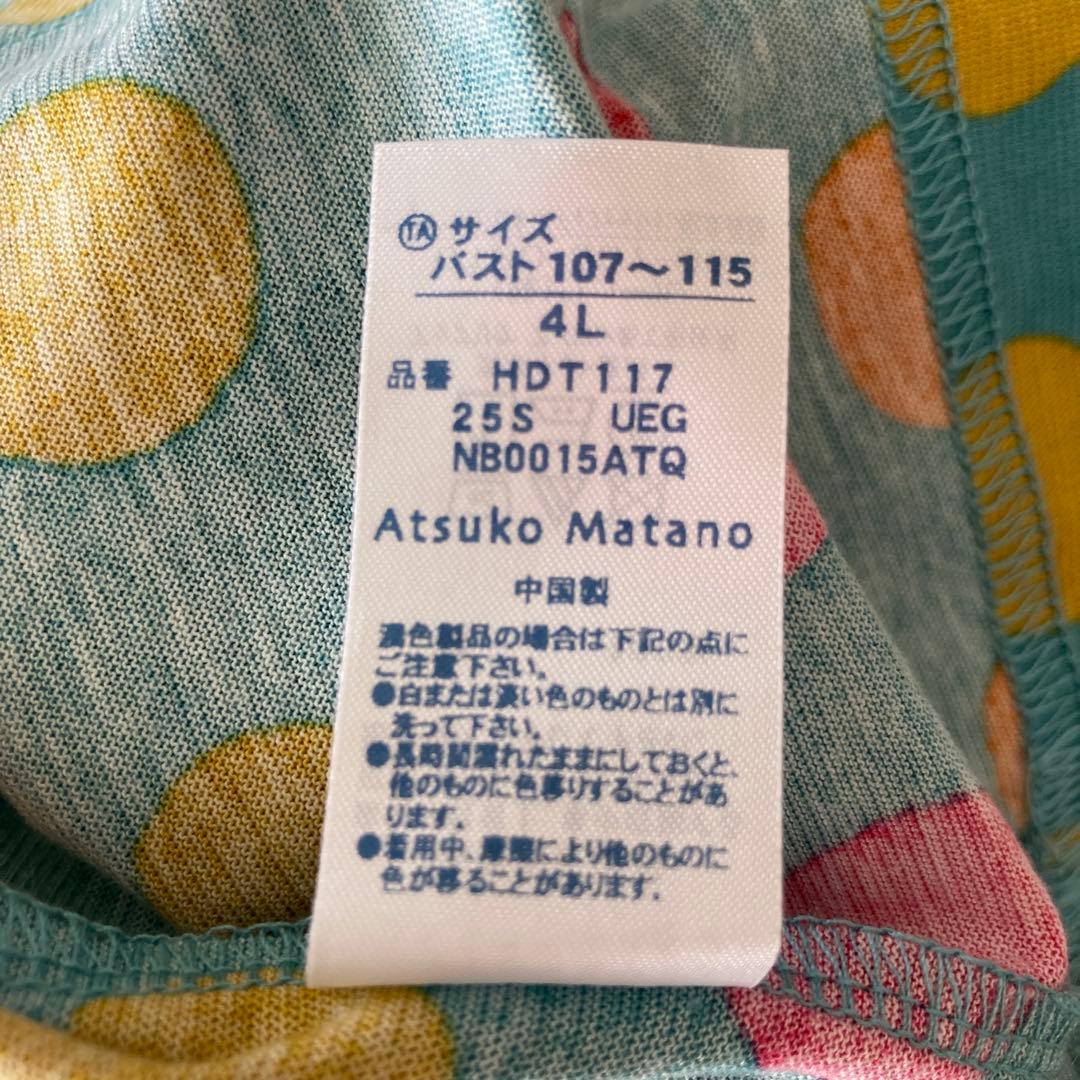 TA サイズ
バスト107〜115
4L
品番 HDT117
25S UEG
NB0015ATQ
Atsuko Matano
中国製
濃色製品の場合は下記の点に
ご注意下さい。
●白または淡い色のものとは別に
洗って下さい。
●長時間濡れたままにしておくと、
他のものに色移りすることがあ
ります。
●着用中、摩擦により他のものに
色が移ることがあります。